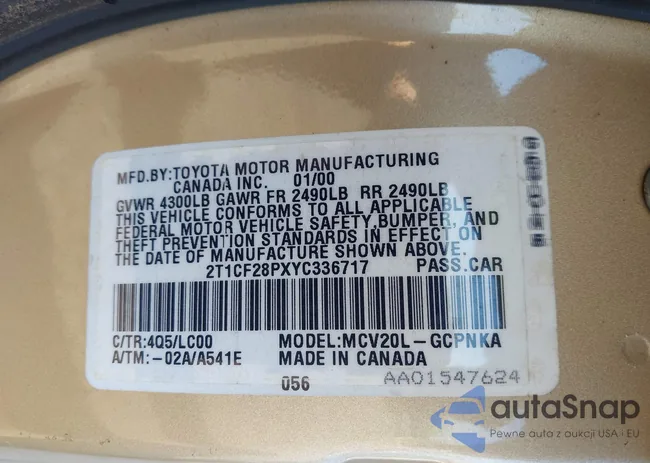 MFD.BY:TOYOTA MOTOR MANUFACTURING
CANADA INC. 01/00
GVWR 4300LB GAWR FR 2490LB RR 2490LB
THIS VEHICLE CONFORMS TO ALL APPLICABLE
FEDERAL MOTOR VEHICLE SAFETY BUMPER, AND
THEFT PREVENTION STANDARDS IN EFFECT ON
THE DATE OF MANUFACTURE SHOWN ABOVE.
2T1CF28PXYC336717 PASS.CAR
C/TR:4Q5/LC00 MODEL:MCV20L-GCPNKA
A/TM:-02A/A541E MADE IN CANADA
056 AA01547624
autaSnap
Pewne auto z aukcji USA - EU